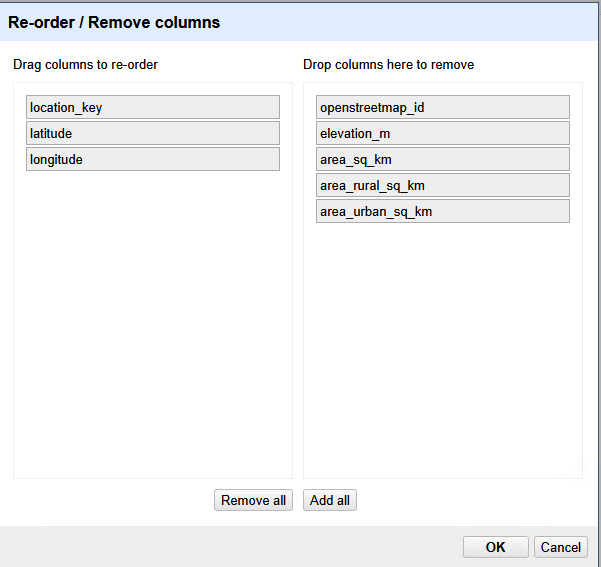 Re-order / Remove columns
Drag columns to re-order
Drop columns here to remove
location_key
latitude
longitude
openstreetmap_id
elevation_m
area_sq_km
area_rural_sq_km
area_urban_sq_km
Remove all
Add all
OK
Cancel